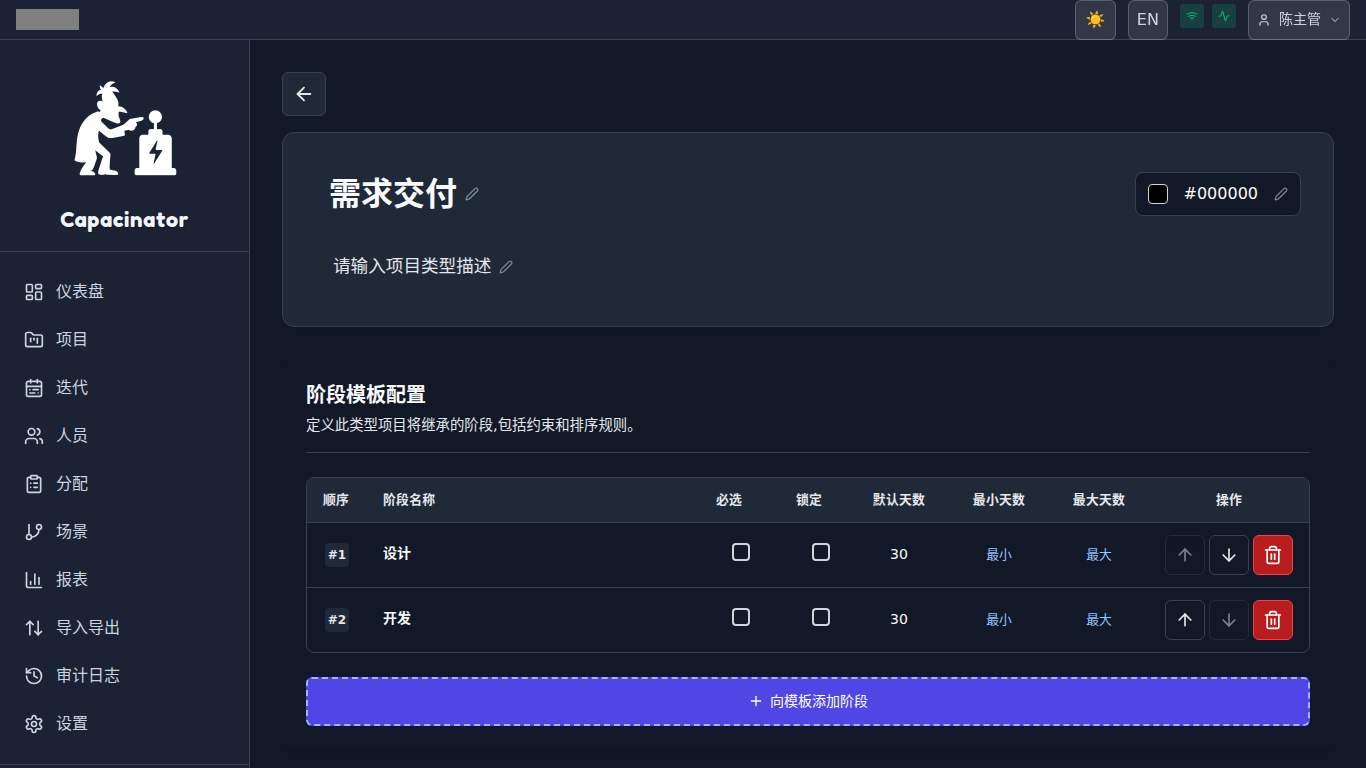 EN
陈主管
Capacinator
仪表盘
项目
迭代
人员
分配
场景
报表
导入导出
审计日志
设置
需求交付
#000000
请输入项目类型描述
阶段模板配置
定义此类型项目将继承的阶段,包括约束和排序规则。
顺序 阶段名称 必选 锁定 默认天数 最小天数 最大天数 操作
#1 设计 30 最小 最大
#2 开发 30 最小 最大
向模板添加阶段